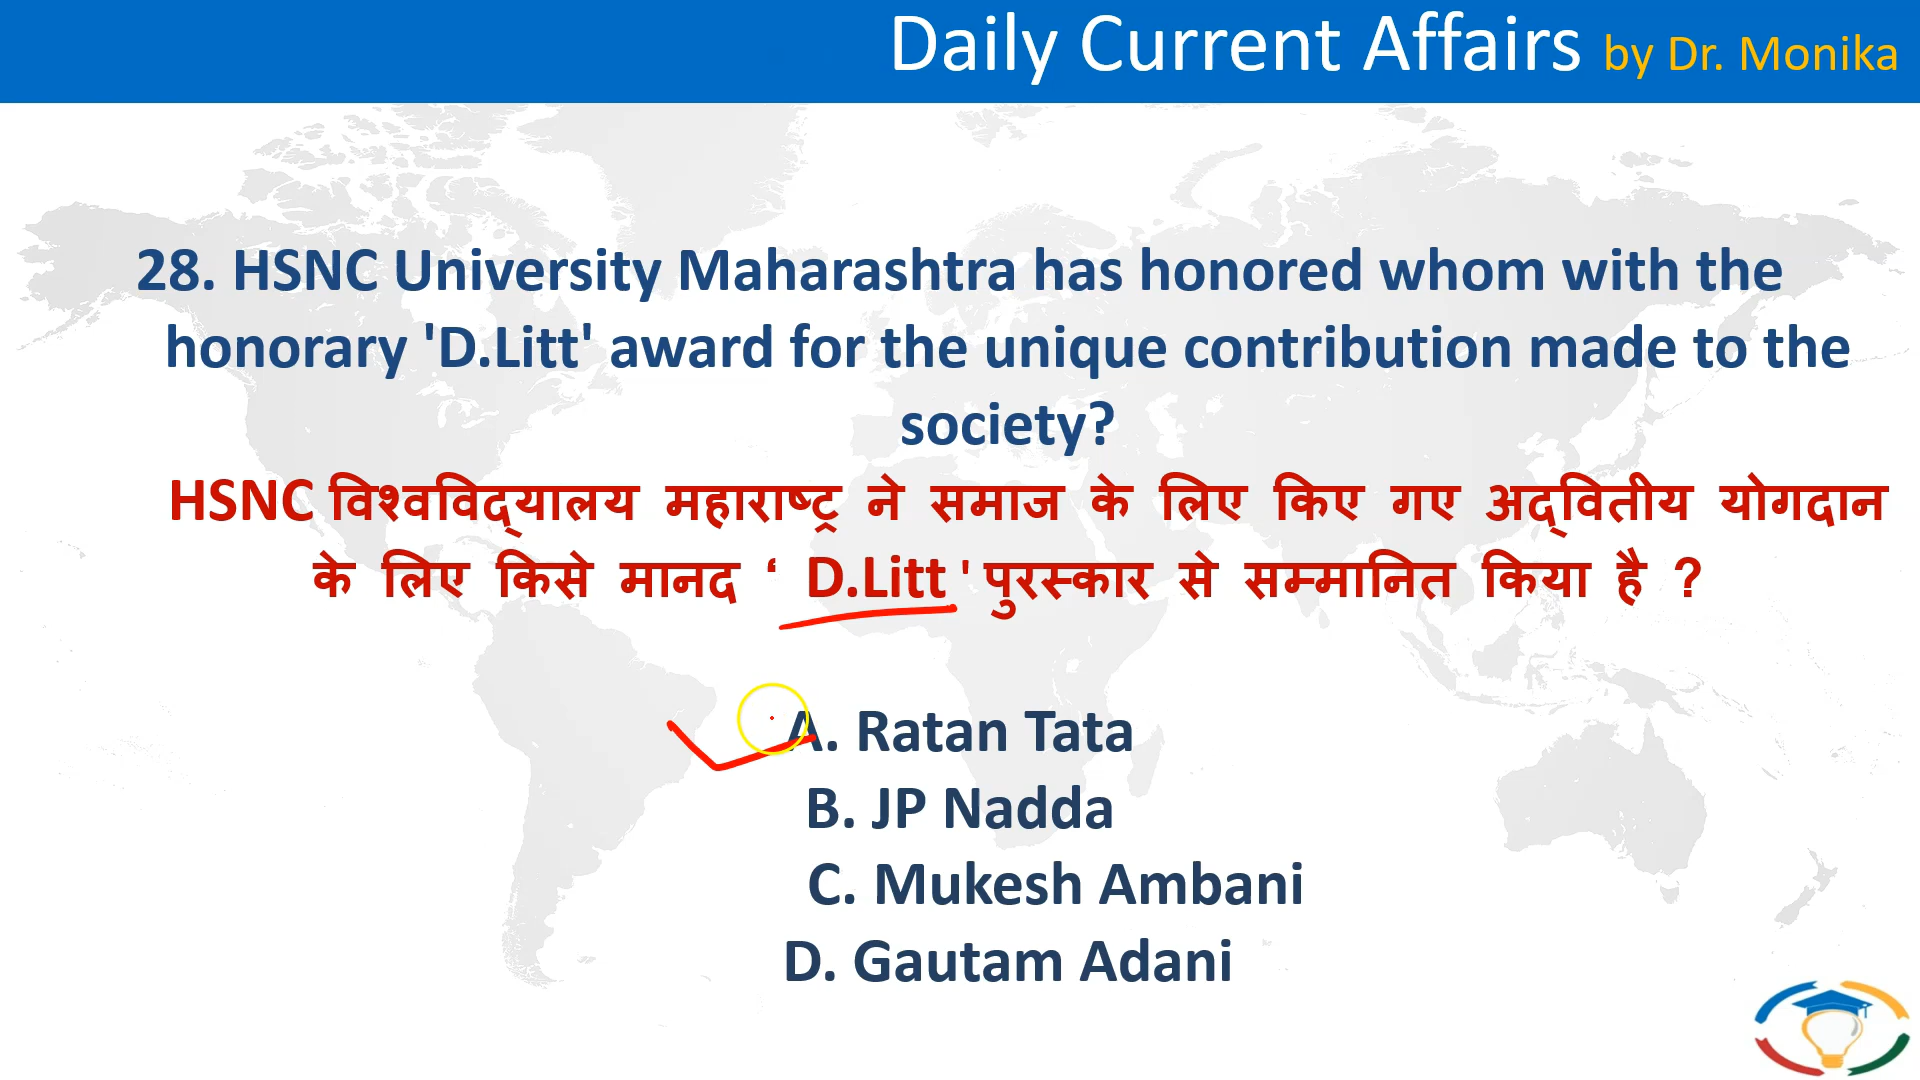 Daily Current Affairs by Dr. Monika
28. HSNC University Maharashtra has honored whom with the
honorary 'D.Litt' award for the unique contribution made to the
society?
HSNC विश्वविद्यालय महाराष्ट्र ने समाज के लिए किए गए अद्वितीय योगदान
के लिए किसे मानद ‘ D.Litt ' पुरस्कार से सम्मानित किया है ?
A. Ratan Tata
B. JP Nadda
C. Mukesh Ambani
D. Gautam Adani